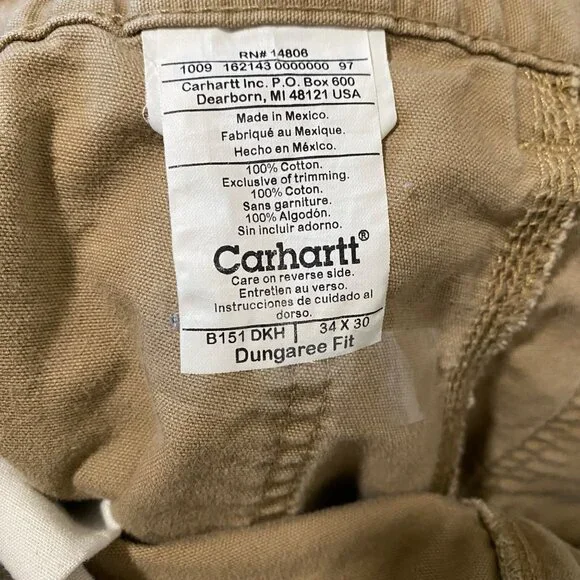 RN# 14806
1009 162143 0000000 97
Carhartt Inc. P.O. Box 600
Dearborn, MI 48121 USA
Made in Mexico.
Fabriqué au Mexique.
Hecho en México.
100% Cotton.
Exclusive of trimming.
100% Coton.
Sans garniture.
100% Algodón.
Sin incluir adorno.
Carhartt®
Care on reverse side.
Entretien au verso.
Instrucciones de cuidado al
dorso.
B151 DKH | 34 X 30
Dungaree Fit